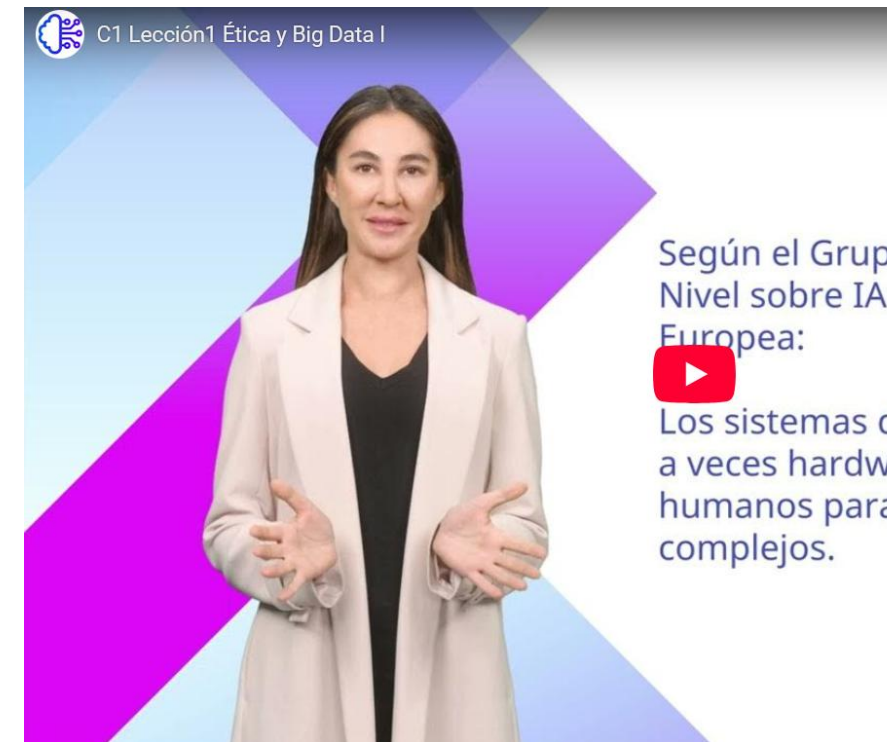 C1 Lección1 Ética y Big Data I
Según el Grup
Nivel sobre IA
Europea:
Los sistemas d
a veces hardw
humanos para
complejos.